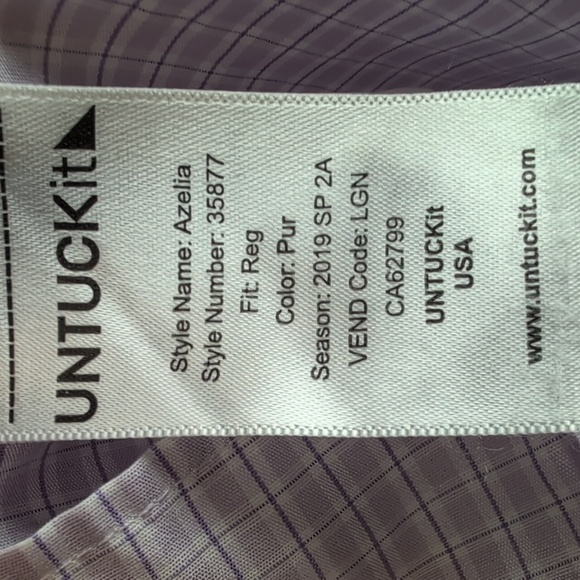 UNTUCKit
Style Name: Azelia
Style Number: 35877
Fit: Reg
Color: Pur
Season: 2019 SP 2A
VEND Code: LGN
CA62799
UNTUCKit
USA
www.untuckit.com